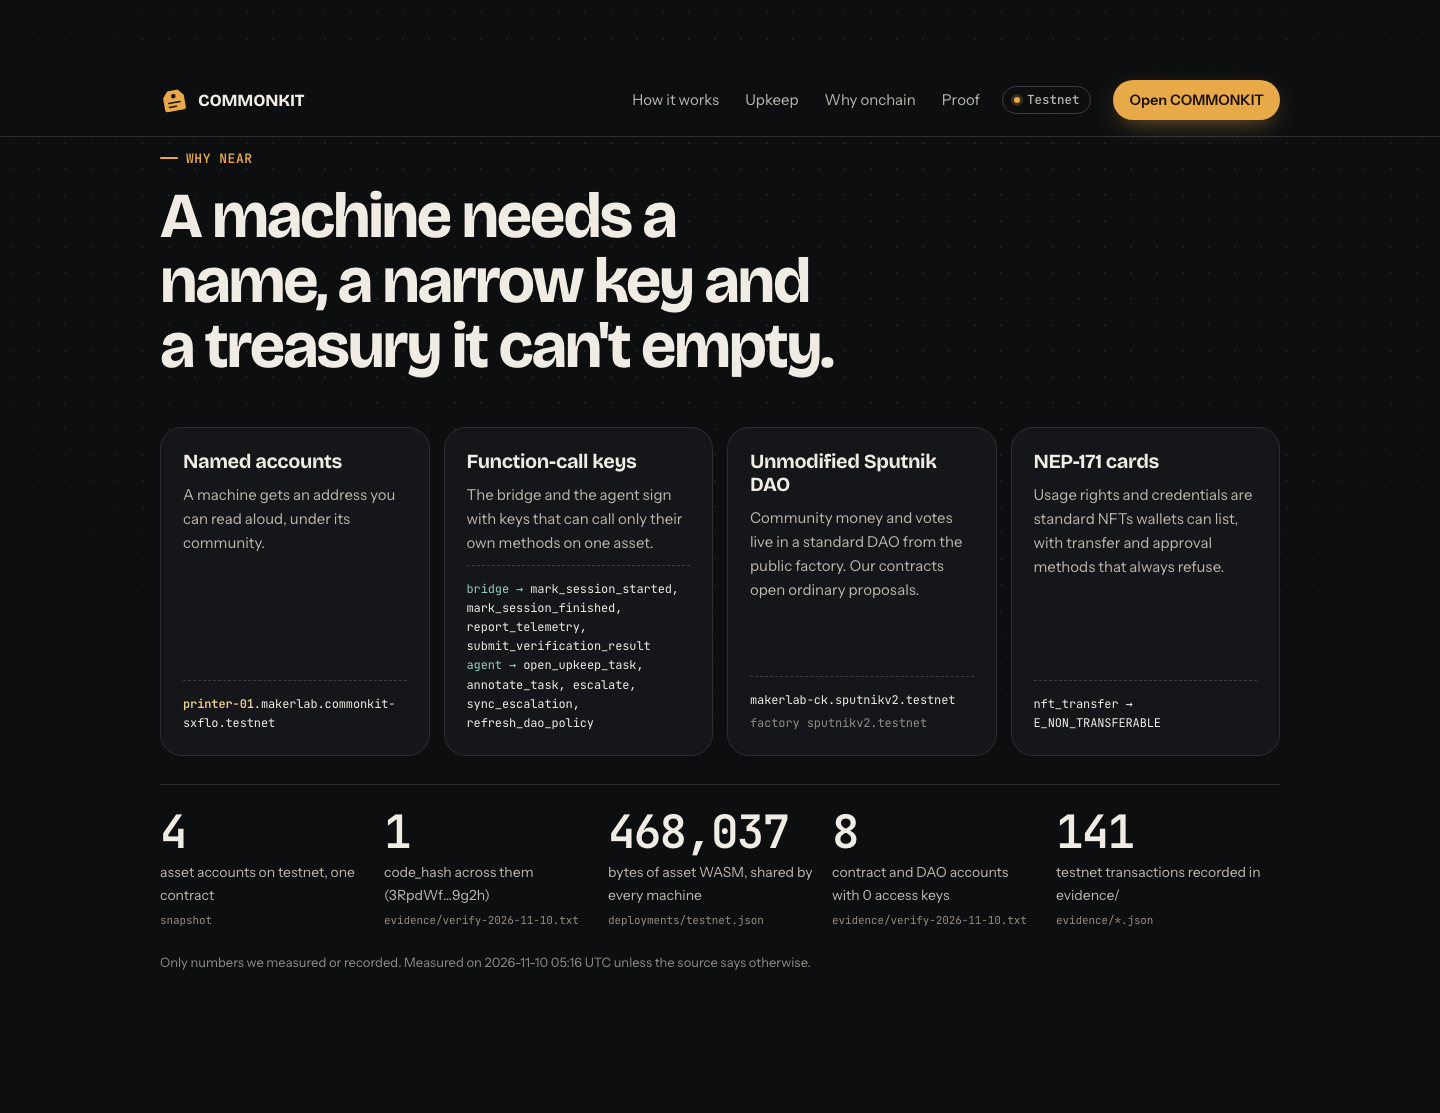 COMMONKIT
How it works
Upkeep
Why onchain
Proof
Testnet
Open COMMONKIT
WHY NEAR
A machine needs a
name, a narrow key and
a treasury it can't empty.
Named accounts
A machine gets an address you
can read aloud, under its
community.
printer-01.makerlab.commonkit-
sxflo.testnet
Function-call keys
The bridge and the agent sign
with keys that can call only their
own methods on one asset.
bridge → mark_session_started,
mark_session_finished,
report_telemetry,
submit_verification_result
agent → open_upkeep_task,
annotate_task, escalate,
sync_escalation,
refresh_dao_policy
Unmodified Sputnik
DAO
Community money and votes
live in a standard DAO from the
public factory. Our contracts
open ordinary proposals.
makerlab-ck.sputnikv2.testnet
factory sputnikv2.testnet
NEP-171 cards
Usage rights and credentials are
standard NFTs wallets can list,
with transfer and approval
methods that always refuse.
nft_transfer →
E_NON_TRANSFERABLE
4
asset accounts on testnet, one
contract
snapshot
1
code_hash across them
(3RpdWf…9g2h)
evidence/verify-2026-11-10.txt
468,037
bytes of asset WASM, shared by
every machine
deployments/testnet.json
8
contract and DAO accounts
with 0 access keys
evidence/verify-2026-11-10.txt
141
testnet transactions recorded in
evidence/
evidence/*.json
Only numbers we measured or recorded. Measured on 2026-11-10 05:16 UTC unless the source says otherwise.